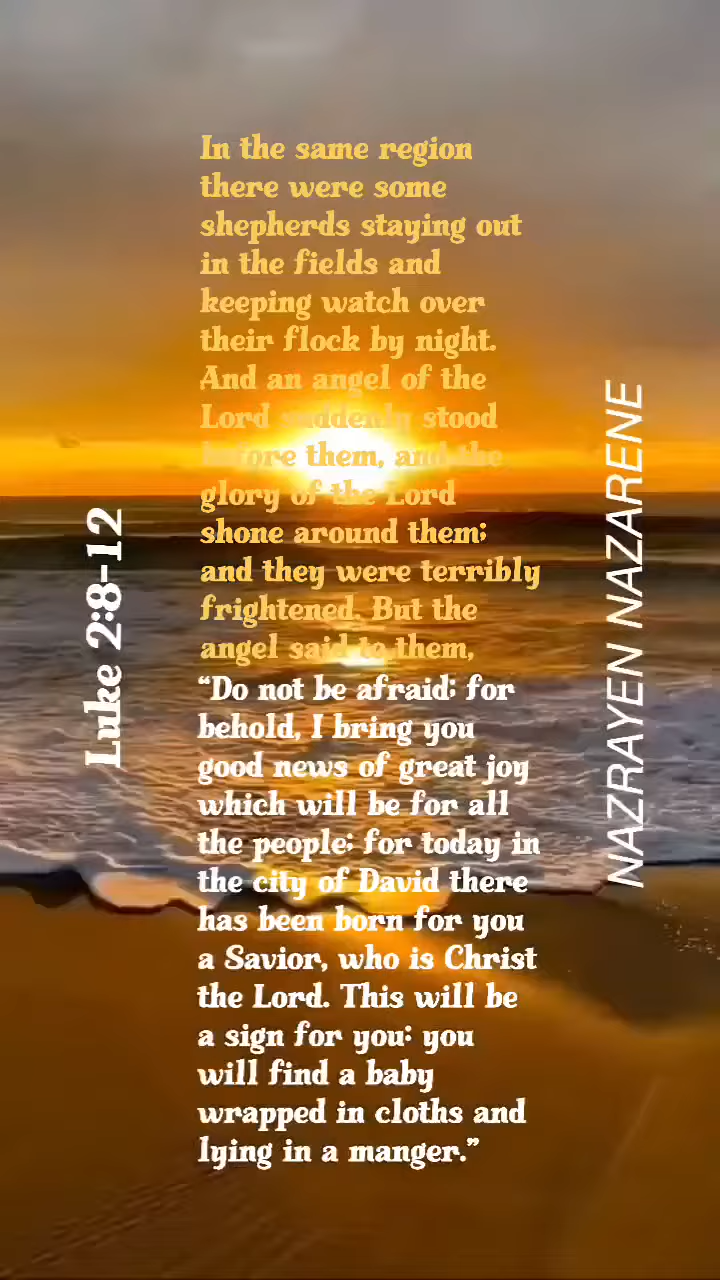 In the same region
there were some
shepherds staying out
in the fields and
keeping watch over
their flock by night.
And an angel of the
Lord suddenly stood
before them, and the
glory of the Lord
shone around them;
and they were terribly
frightened. But the
angel said to them,
“Do not be afraid; for
behold, I bring you
good news of great joy
which will be for all
the people; for today in
the city of David there
has been born for you
a Savior, who is Christ
the Lord. This will be
a sign for you: you
will find a baby
wrapped in cloths and
lying in a manger.”
Luke 2:8-12
NAZRAYEN NAZARENE